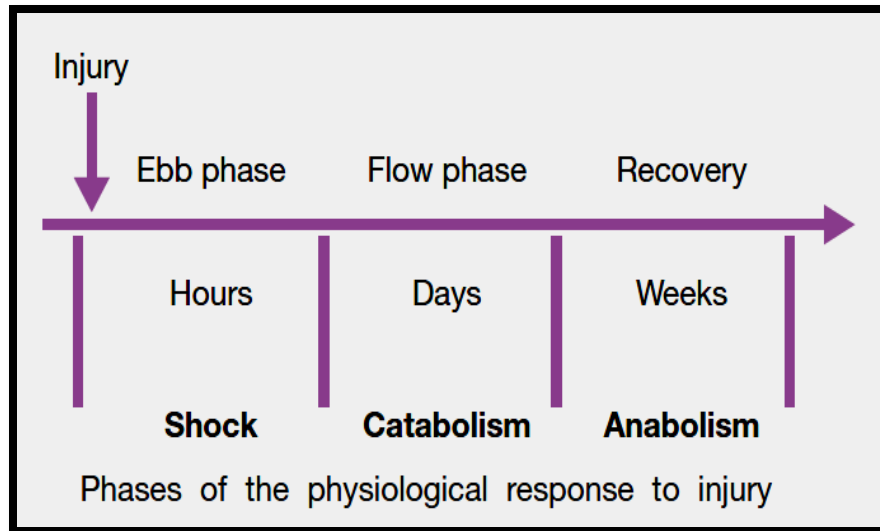 Injury
Ebb phase Flow phase Recovery
Hours Days Weeks
Shock Catabolism Anabolism
Phases of the physiological response to injury